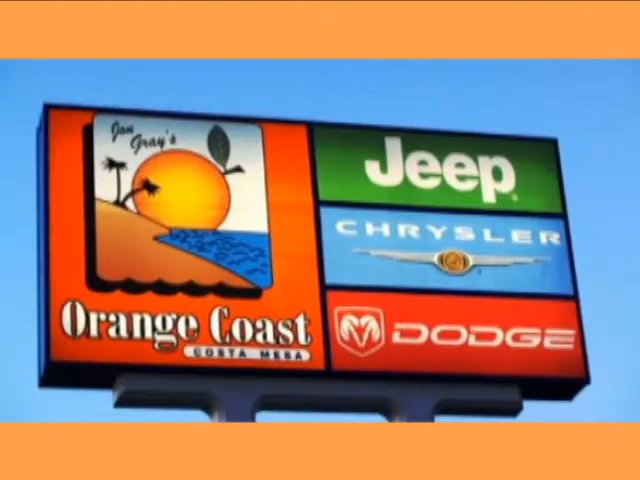 Jon
Gray's
Orange Coast
COSTA MESA
Jeep
CHRYSLER
DODGE